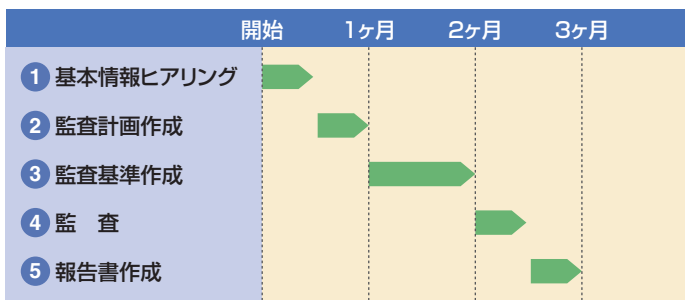 開始 1ヶ月 2ヶ月 3ヶ月
1 基本情報ヒアリング
2 監査計画作成
3 監査基準作成
4 監　査
5 報告書作成